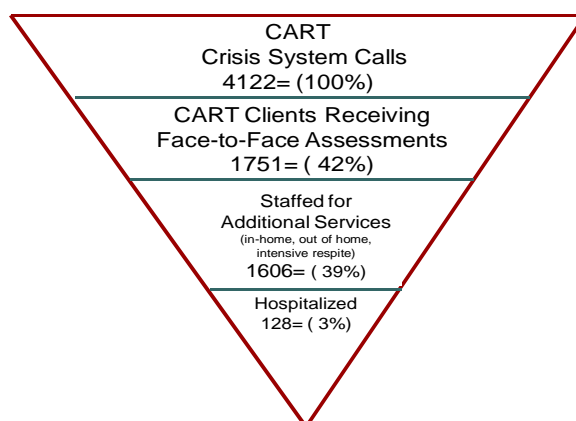 CART
Crisis System Calls
4122= (100%)
CART Clients Receiving
Face-to-Face Assessments
1751= ( 42%)
Staffed for
Additional Services
(in-home, out of home,
intensive respite)
1606= ( 39%)
Hospitalized
128= ( 3%)